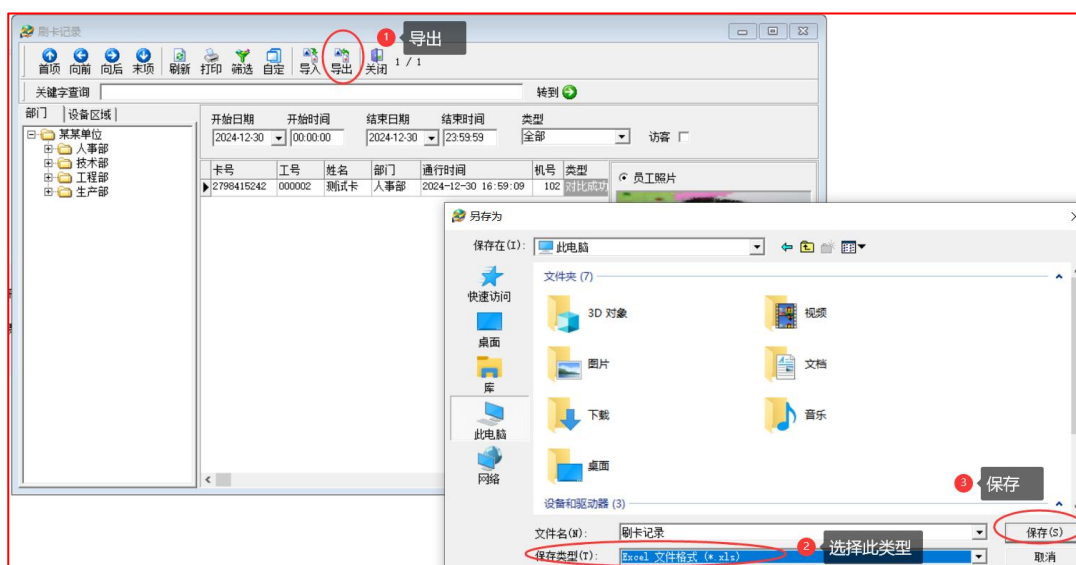 刷卡记录
1 导出
首项 向前 向后 末项 刷新 打印 筛选 自定 导入 导出 关闭 1 / 1
关键字查询 转到
部门 设备区域
某某单位
人事部
技术部
工程部
生产部
开始日期 开始时间 结束日期 结束时间 类型
2024-12-30 00:00:00 2024-12-30 23:59:59 全部 访客
卡号 工号 姓名 部门 通行时间 机号 类型
2798415242 000002 测试卡 人事部 2024-12-30 16:59:09 102 对比成功
员工照片
另存为
保存在(I): 此电脑
快速访问
桌面
库
此电脑
网络
文件夹 (7)
3D 对象 视频
图片 文档
下载 音乐
桌面
设备和驱动器 (3)
3 保存
文件名(N): 刷卡记录 保存(S)
保存类型(T): Excel 文件格式 (*.xls) 取消
2 选择此类型